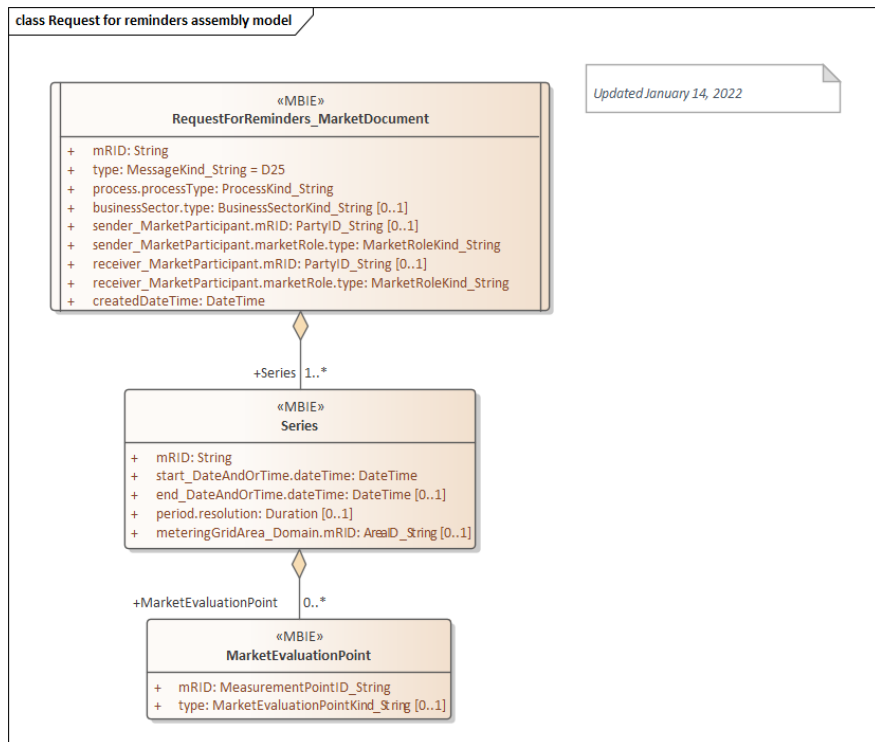 class Request for reminders assembly model
Updated January 14, 2022
«MBIE»
RequestForReminders_MarketDocument
+ mRID: String
+ type: MessageKind_String = D25
+ process.processType: ProcessKind_String
+ businessSector.type: BusinessSectorKind_String [0..1]
+ sender_MarketParticipant.mRID: PartyID_String [0..1]
+ sender_MarketParticipant.marketRole.type: MarketRoleKind_String
+ receiver_MarketParticipant.mRID: PartyID_String [0..1]
+ receiver_MarketParticipant.marketRole.type: MarketRoleKind_String
+ createdDateTime: DateTime
+Series 1..*
«MBIE»
Series
+ mRID: String
+ start_DateAndOrTime.dateTime: DateTime
+ end_DateAndOrTime.dateTime: DateTime [0..1]
+ period.resolution: Duration [0..1]
+ meteringGridArea_Domain.mRID: AreaID_String [0..1]
+MarketEvaluationPoint 0..*
«MBIE»
MarketEvaluationPoint
+ mRID: MeasurementPointID_String
+ type: MarketEvaluationPointKind_String [0..1]